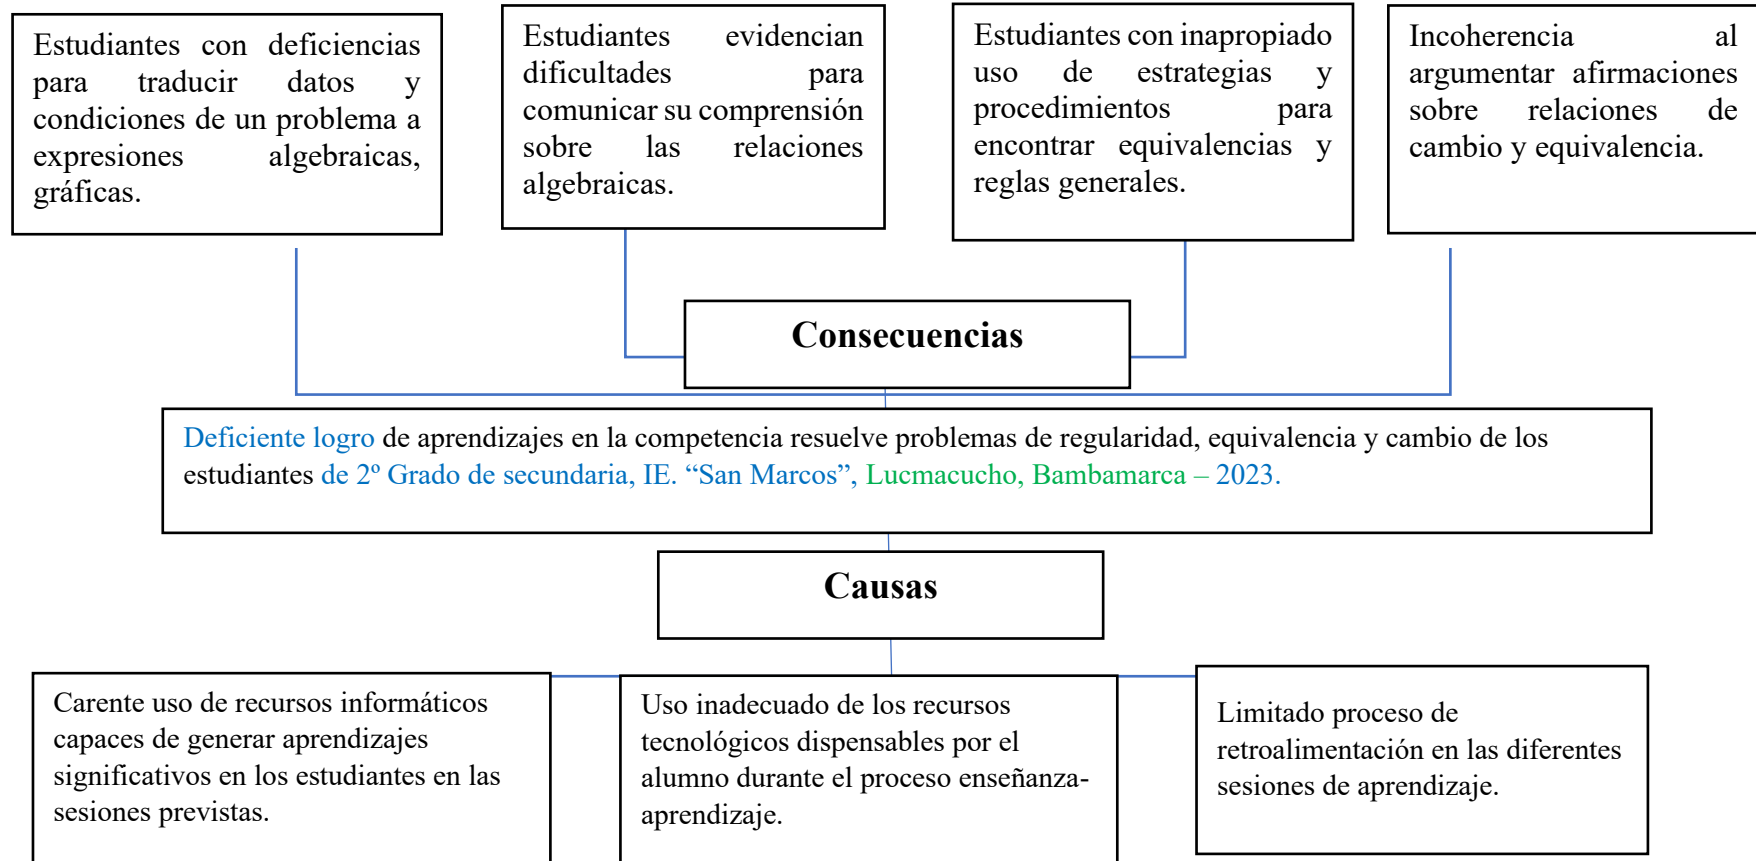 Estudiantes con deficiencias
para traducir datos y
condiciones de un problema a
expresiones algebraicas,
gráficas.
Estudiantes evidencian
dificultades para
comunicar su comprensión
sobre las relaciones
algebraicas.
Estudiantes con inapropiado
uso de estrategias y
procedimientos para
encontrar equivalencias y
reglas generales.
Incoherencia al
argumentar afirmaciones
sobre relaciones de
cambio y equivalencia.
Consecuencias
Deficiente logro de aprendizajes en la competencia resuelve problemas de regularidad, equivalencia y cambio de los
estudiantes de 2º Grado de secundaria, IE. “San Marcos”, Lucmacucho, Bambamarca – 2023.
Causas
Carente uso de recursos informáticos
capaces de generar aprendizajes
significativos en los estudiantes en las
sesiones previstas.
Uso inadecuado de los recursos
tecnológicos dispensables por el
alumno durante el proceso enseñanza-
aprendizaje.
Limitado proceso de
retroalimentación en las diferentes
sesiones de aprendizaje.